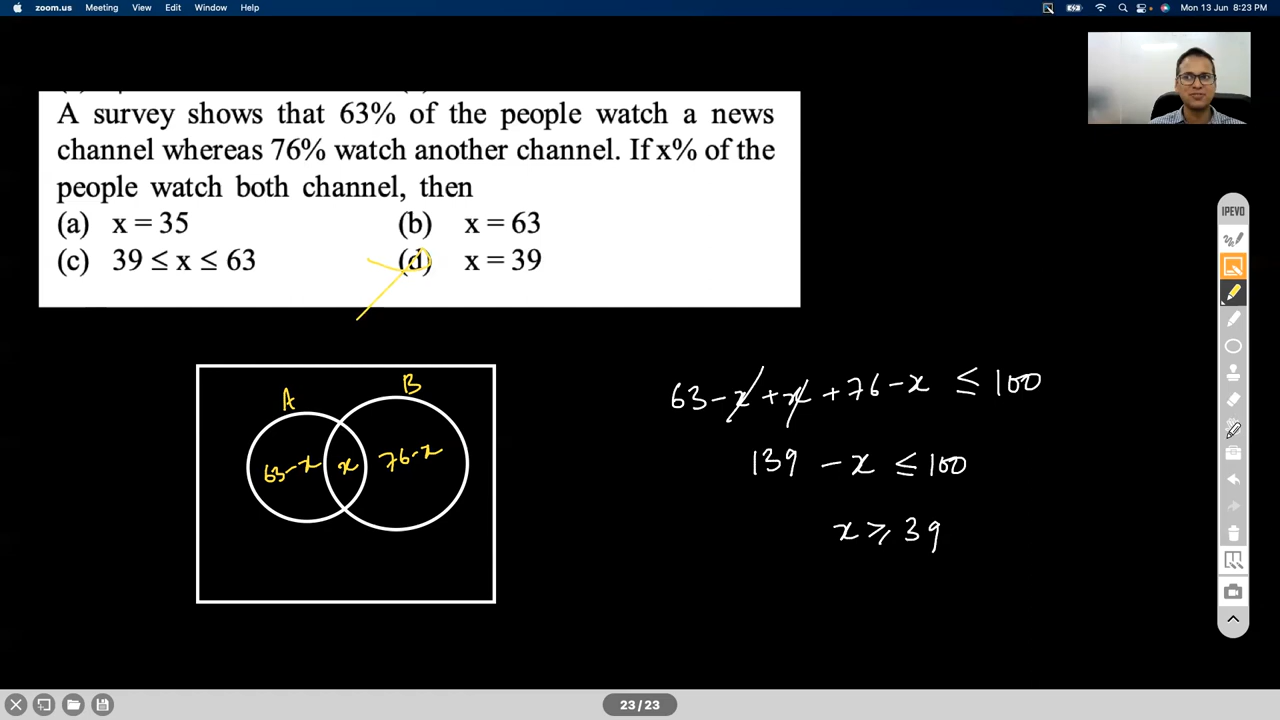 zoom.us Meeting View Edit Window Help Mon 13 Jun 8:23 PM
A survey shows that 63% of the people watch a news
channel whereas 76% watch another channel. If x% of the
people watch both channel, then
(a) x = 35 (b) x = 63
(c) 39 ≤ x ≤ 63 (d) x = 39
IPEVO
A B
63-x x 76-x
63-x+x+76-x ≤ 100
139 -x ≤ 100
x ≥ 39
23/23